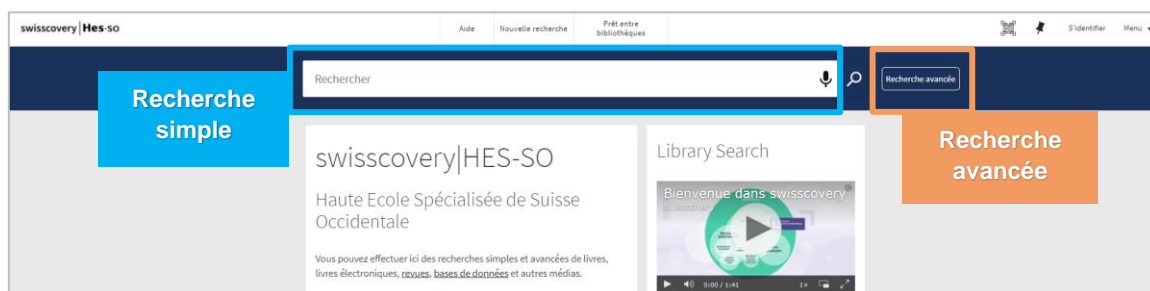 swisscovery|Hes-so
Aide
Nouvelle recherche
Prêt entre
bibliothèques
S'identifier
Menu
Rechercher
Recherche avancée
Recherche
simple
Recherche
avancée
swisscovery|HES-SO
Haute Ecole Spécialisée de Suisse
Occidentale
Vous pouvez effectuer ici des recherches simples et avancées de livres,
livres électroniques, revues, bases de données et autres médias.
Library Search
Bienvenue dans swisscovery
0:00 / 1:41
1x